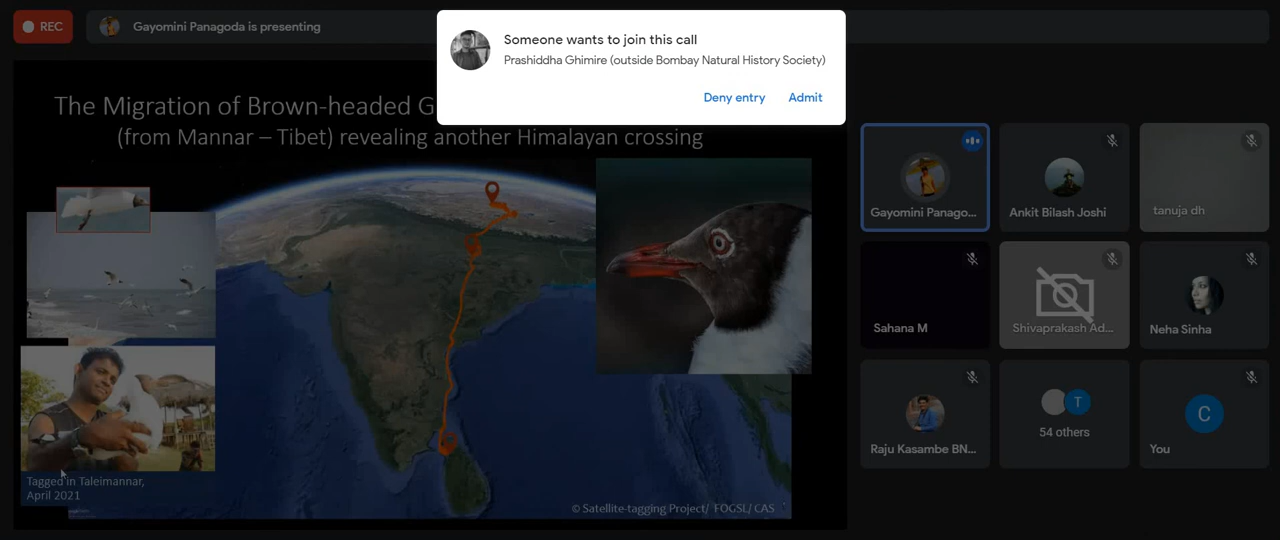 REC
Gayomini Panagoda is presenting
Someone wants to join this call
Prashiddha Ghimire (outside Bombay Natural History Society)
Deny entry
Admit
The Migration of Brown-headed G
(from Mannar – Tibet) revealing another Himalayan crossing
Tagged in Taleimannar,
April 2021
© Satellite-tagging Project/ FOGSL/ CAS
Gayomini Panago...
Ankit Bilash Joshi
tanuja dh
Sahana M
Shivaprakash Ad...
Neha Sinha
Raju Kasambe BN...
T
54 others
C
You